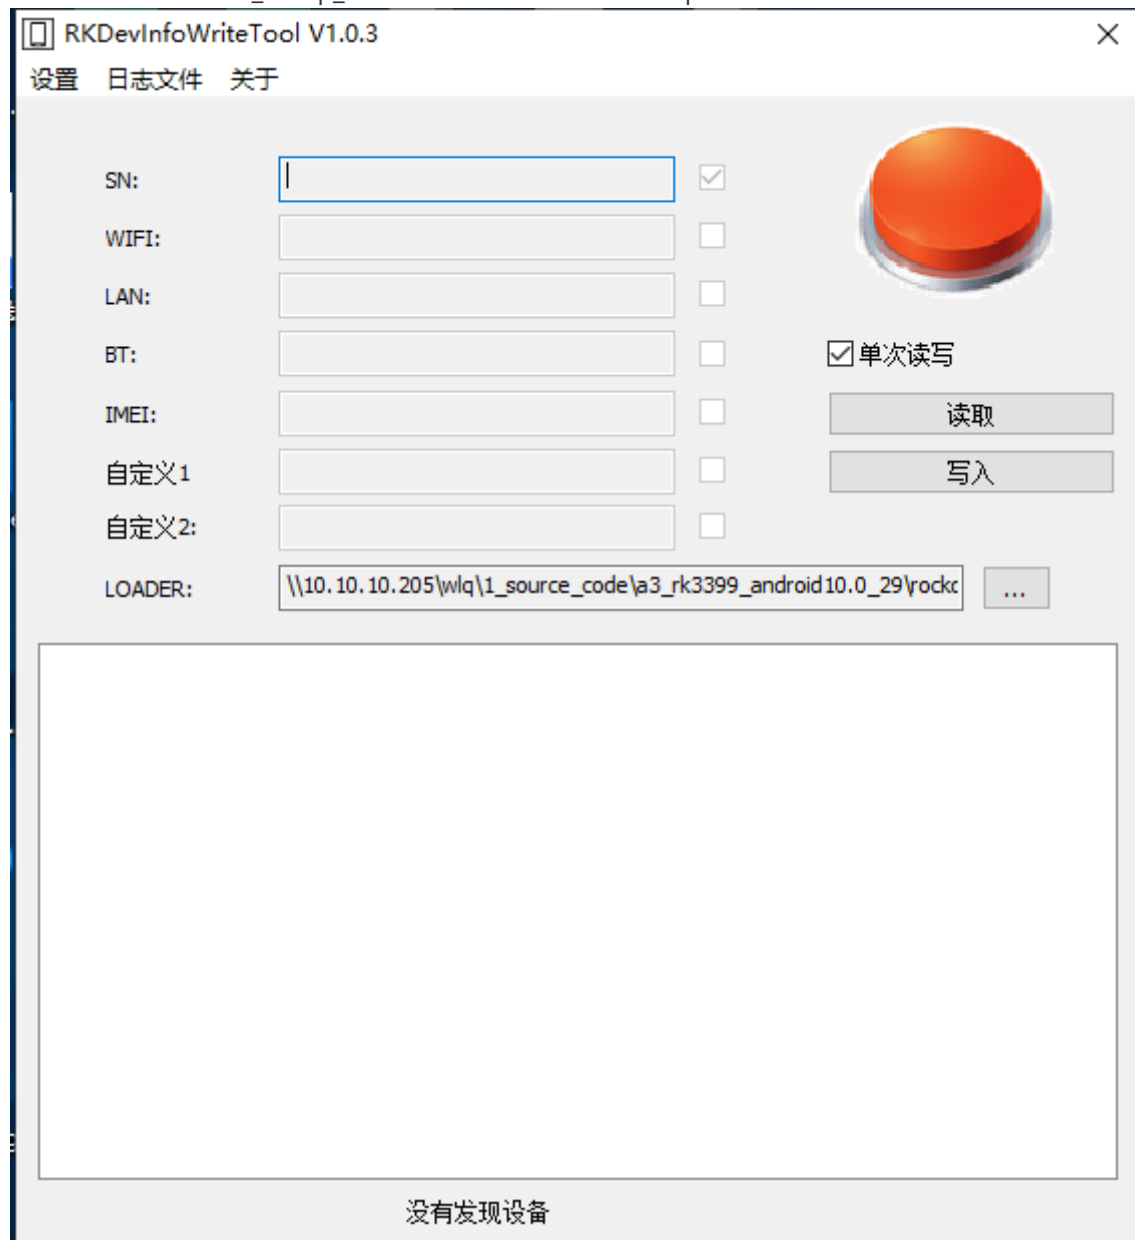 RKDevInfoWriteTool V1.0.3
设置 日志文件 关于
SN:
WIFI:
LAN:
BT:
单次读写
IMEI:
读取
自定义1
写入
自定义2:
LOADER: \\10.10.10.205\wlq\1_source_code\a3_rk3399_android10.0_29\rockc ...
没有发现设备